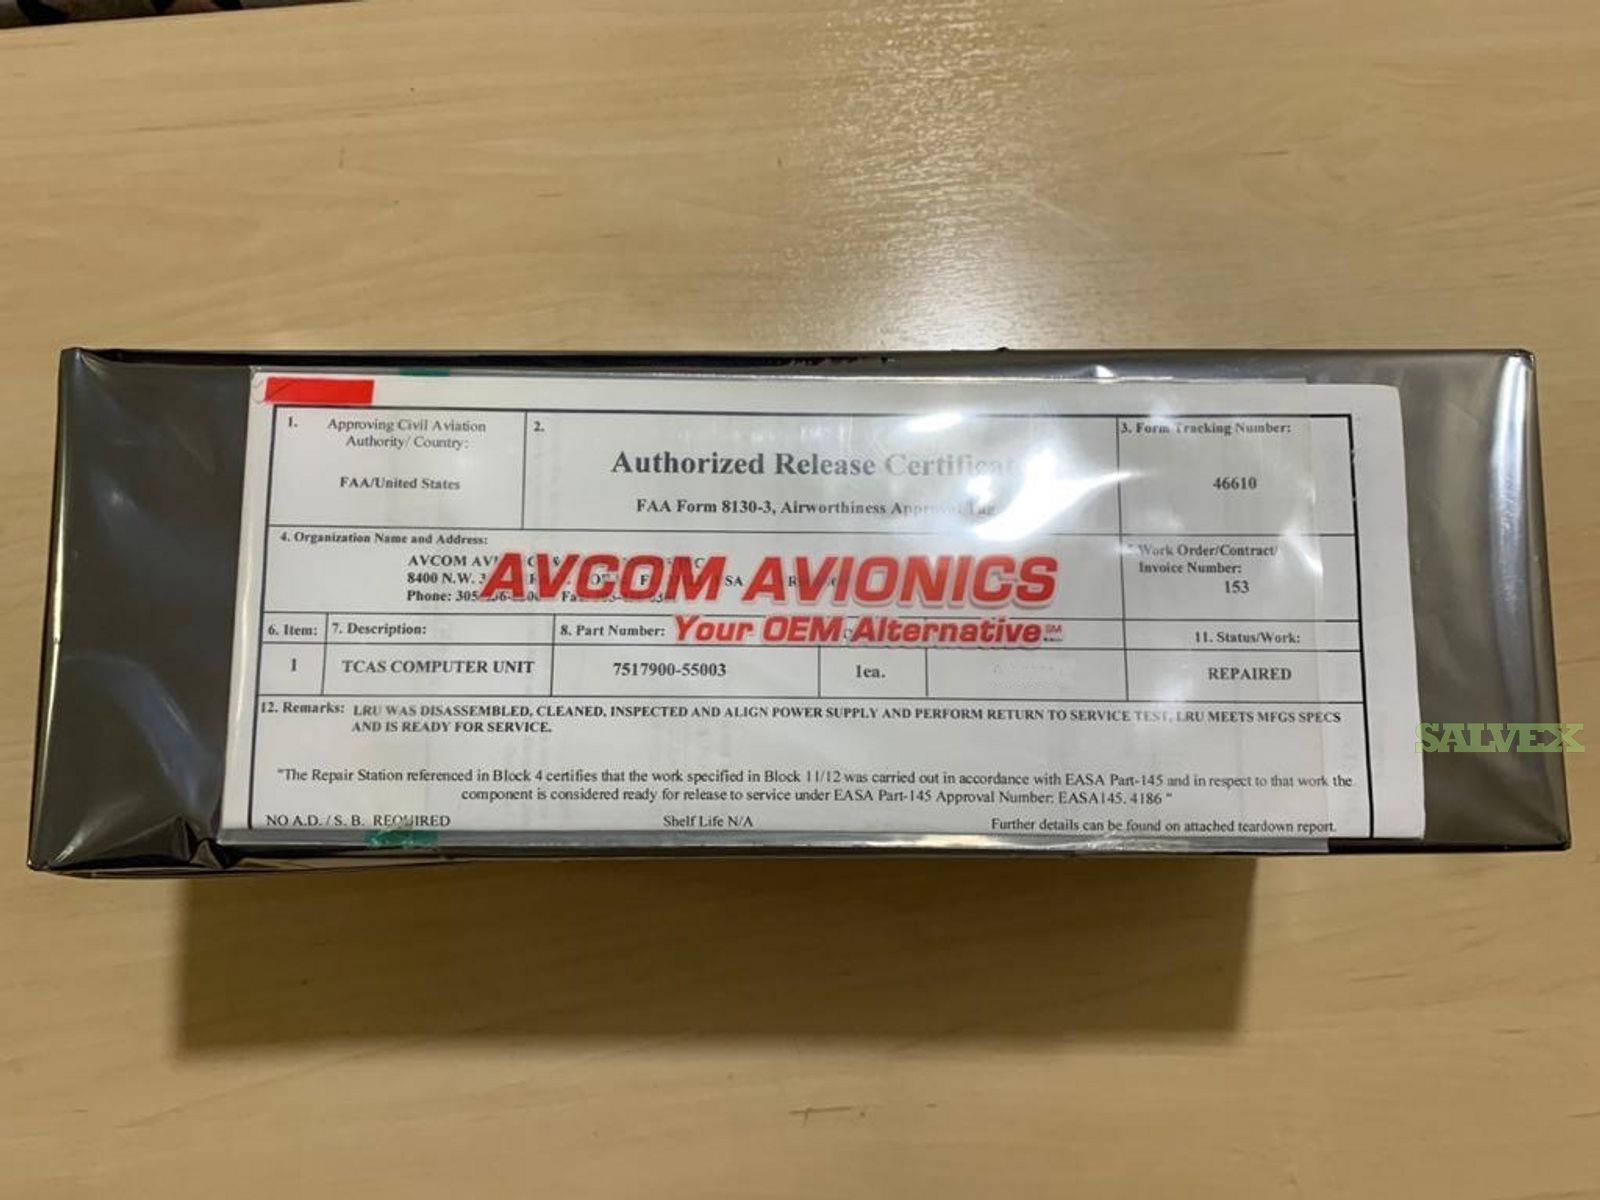 1. Approving Civil Aviation
Authority/ Country:
FAA/United States
2.
Authorized Release
FAA Form 8130-3, Airworthiness
3. Form Tracking Number:
46610
4. Organization Name and Address:
AVCOM
8400 N.W.
Phone:
AVCOM AVIONICS
Your OEM Alternative SM
Work Order/Contract/
Invoice Number:
153
6. Item:
7. Description:
8. Part Number:
11. Status/Work:
1
TCAS COMPUTER UNIT
7517900-55003
1ea.
REPAIRED
12. Remarks: LRU WAS DISASSEMBLED, CLEANED, INSPECTED AND ALIGN POWER SUPPLY AND PERFORM RETURN TO SERVICE TEST, LRU MEETS MFGS SPECS
AND IS READY FOR SERVICE.
"The Repair Station referenced in Block 4 certifies that the work specified in Block 11/12 was carried out in accordance with EASA Part-145 and in respect to that work the
component is considered ready for release to service under EASA Part-145 Approval Number: EASA145. 4186 "
NO A.D. / S. B. REQUIRED
Shelf Life N/A
Further details can be found on attached teardown report.
SALVEX